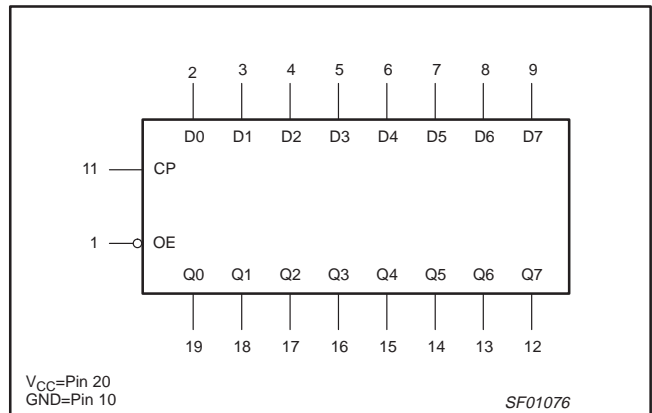 2 3 4 5 6 7 8 9
D0 D1 D2 D3 D4 D5 D6 D7
11 CP
1 OE
Q0 Q1 Q2 Q3 Q4 Q5 Q6 Q7
19 18 17 16 15 14 13 12
VCC=Pin 20
GND=Pin 10
SF01076